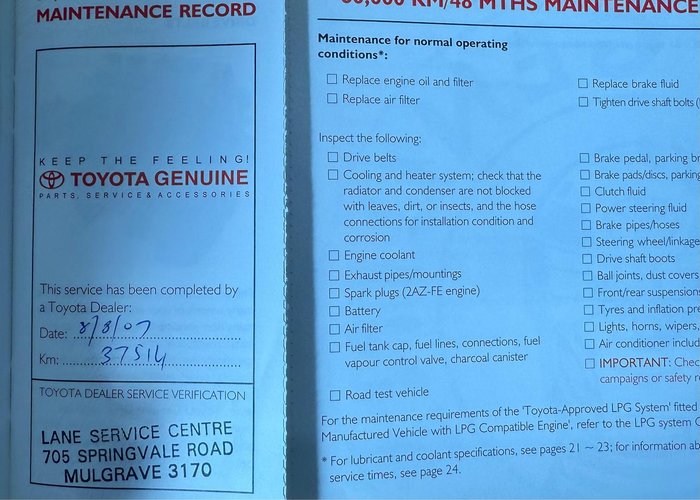 MAINTENANCE RECORD
KEEP THE FEELING!
TOYOTA GENUINE
PARTS, SERVICE & ACCESSORIES
This service has been completed by
a Toyota Dealer:
Date: 8/8/07
Km: 37514
TOYOTA DEALER SERVICE VERIFICATION
LANE SERVICE CENTRE
705 SPRINGVALE ROAD
MULGRAVE 3170
KM/48 MTHS MAINTENANCE
Maintenance for normal operating
conditions*:
Replace engine oil and filter
Replace air filter
Replace brake fluid
Tighten drive shaft bolts
Inspect the following:
Drive belts
Cooling and heater system; check that the
radiator and condenser are not blocked
with leaves, dirt, or insects, and the hose
connections for installation condition and
corrosion
Engine coolant
Exhaust pipes/mountings
Spark plugs (2AZ-FE engine)
Battery
Air filter
Fuel tank cap, fuel lines, connections, fuel
vapour control valve, charcoal canister
Road test vehicle
Brake pedal, parking
Brake pads/discs, parking
Clutch fluid
Power steering fluid
Brake pipes/hoses
Steering wheel/linkage
Drive shaft boots
Ball joints, dust covers
Front/rear suspension
Tyres and inflation
Lights, horns, wipers,
Air conditioner
IMPORTANT:
campaigns or safety
For the maintenance requirements of the 'Toyota-Approved LPG System' fitted
Manufactured Vehicle with LPG Compatible Engine', refer to the LPG system
* For lubricant and coolant specifications, see pages 21 ~ 23; for information
service times, see page 24.